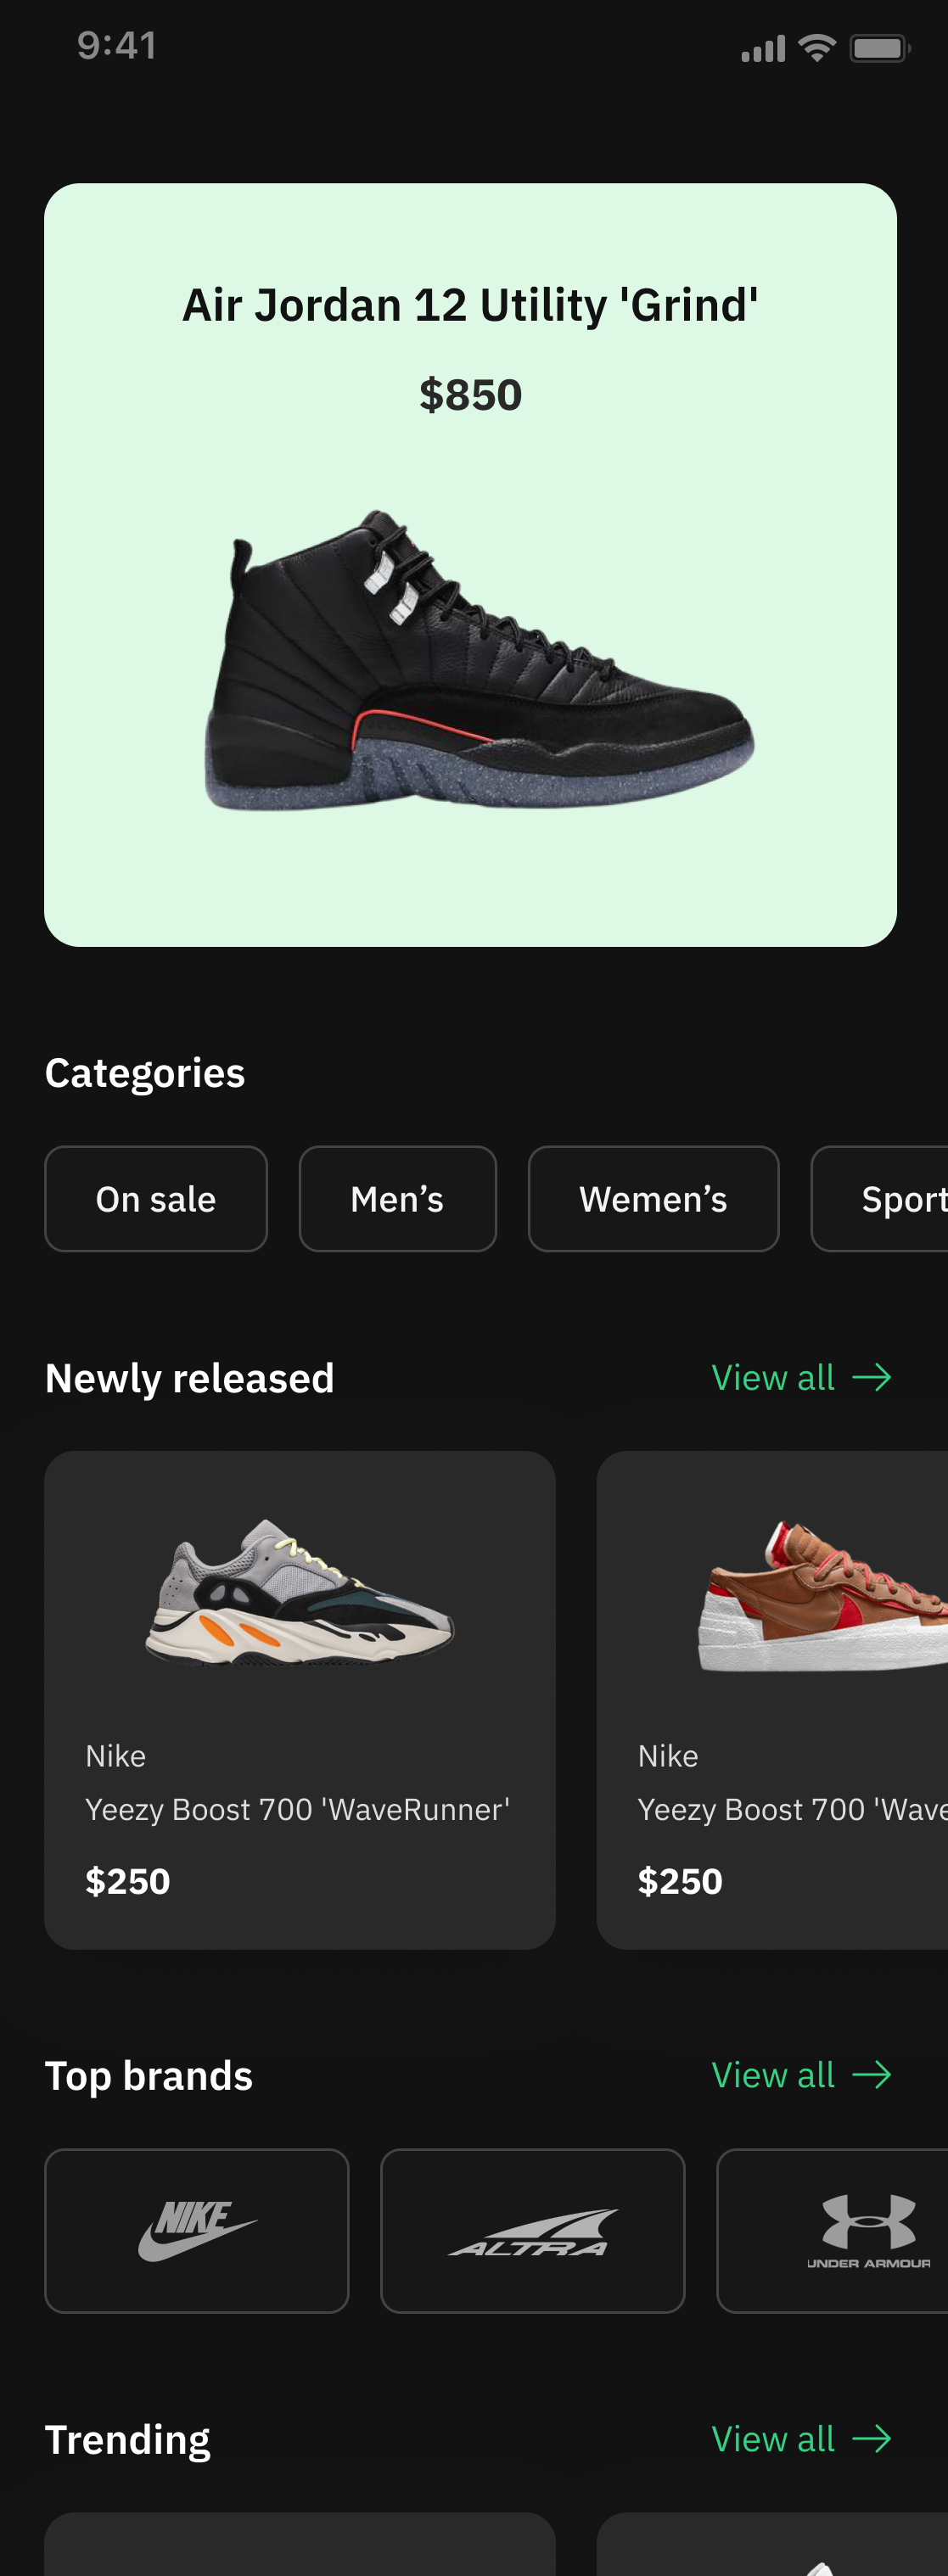 9:41
Air Jordan 12 Utility 'Grind'
$850
Categories
On sale
Men’s
Wemen’s
Sport
Newly released
View all
Nike
Yeezy Boost 700 'WaveRunner'
$250
Nike
Yeezy Boost 700 'Wave
$250
Top brands
View all
NIKE
ALTRA
UNDER ARMOUR
Trending
View all